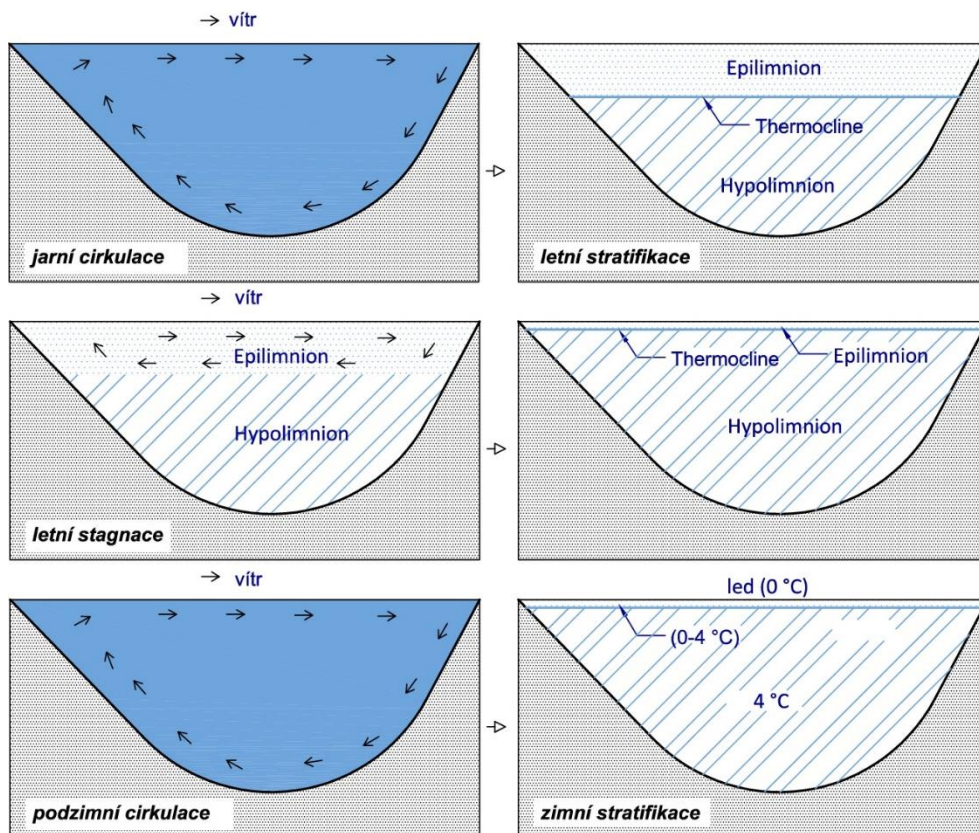 vítr
jarní cirkulace
Epilimnion
Thermocline
Hypolimnion
letní stratifikace
vítr
Epilimnion
Hypolimnion
letní stagnace
Thermocline
Epilimnion
Hypolimnion
vítr
podzimní cirkulace
led (0 °C)
(0-4 °C)
4 °C
zimní stratifikace